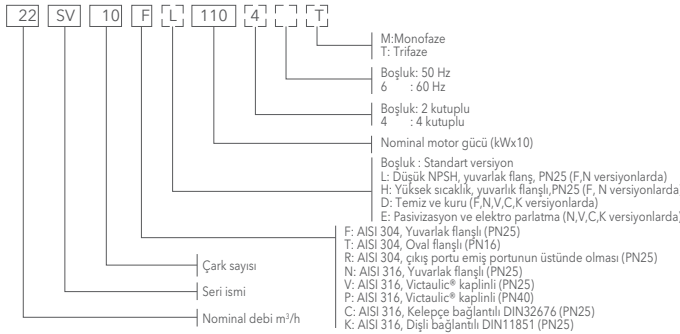 22 SV 10 F L 110 4 T
M:Monofaze
T: Trifaze
Boşluk: 50 Hz
6 : 60 Hz
Boşluk: 2 kutuplu
4 : 4 kutuplu
Nominal motor gücü (kWx10)
Boşluk : Standart versiyon
L: Düşük NPSH, yuvarlak flanş, PN25 (F,N versiyonlarda)
H: Yüksek sıcaklık, yuvarlık flanşlı,PN25 (F, N versiyonlarda
D: Temiz ve kuru (F,N,V,C,K versiyonlarda)
E: Pasivizasyon ve elektro parlatma (N,V,C,K versiyonlarda)
F: AISI 304, Yuvarlak flanşlı (PN25)
T: AISI 304, Oval flanşlı (PN16)
R: AISI 304, çıkış portu emiş portunun üstünde olması (PN25)
N: AISI 316, Yuvarlak flanşlı (PN25)
V: AISI 316, Victaulic® kaplinli (PN25)
P: AISI 316, Victaulic® kaplinli (PN40)
C: AISI 316, Kelepçe bağlantılı DIN32676 (PN25)
K: AISI 316, Dişli bağlantılı DIN11851 (PN25)
Çark sayısı
Seri ismi
Nominal debi m³/h